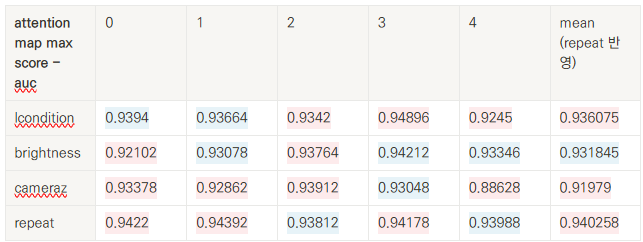 attention map max score – auc 0 1 2 3 4 mean (repeat 반영)
lcondition 0.9394 0.93664 0.9342 0.94896 0.9245 0.936075
brightness 0.92102 0.93078 0.93764 0.94212 0.93346 0.931845
cameraz 0.93378 0.92862 0.93912 0.93048 0.88628 0.91979
repeat 0.9422 0.94392 0.93812 0.94178 0.93988 0.940258